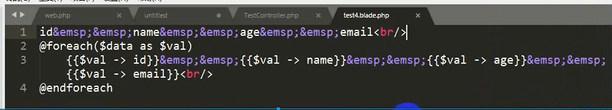 web.php untitled TestController.php test4.blade.php
1 id&emsp;&emsp;name&emsp;&emsp;age&emsp;&emsp;email<br/>
2 @foreach($data as $val)
3 {{$val -> id}}&emsp;&emsp;{{$val -> name}}&emsp;&emsp;{{$val -> age}}&emsp;&emsp;
{{$val -> email}}<br/>
4 @endforeach